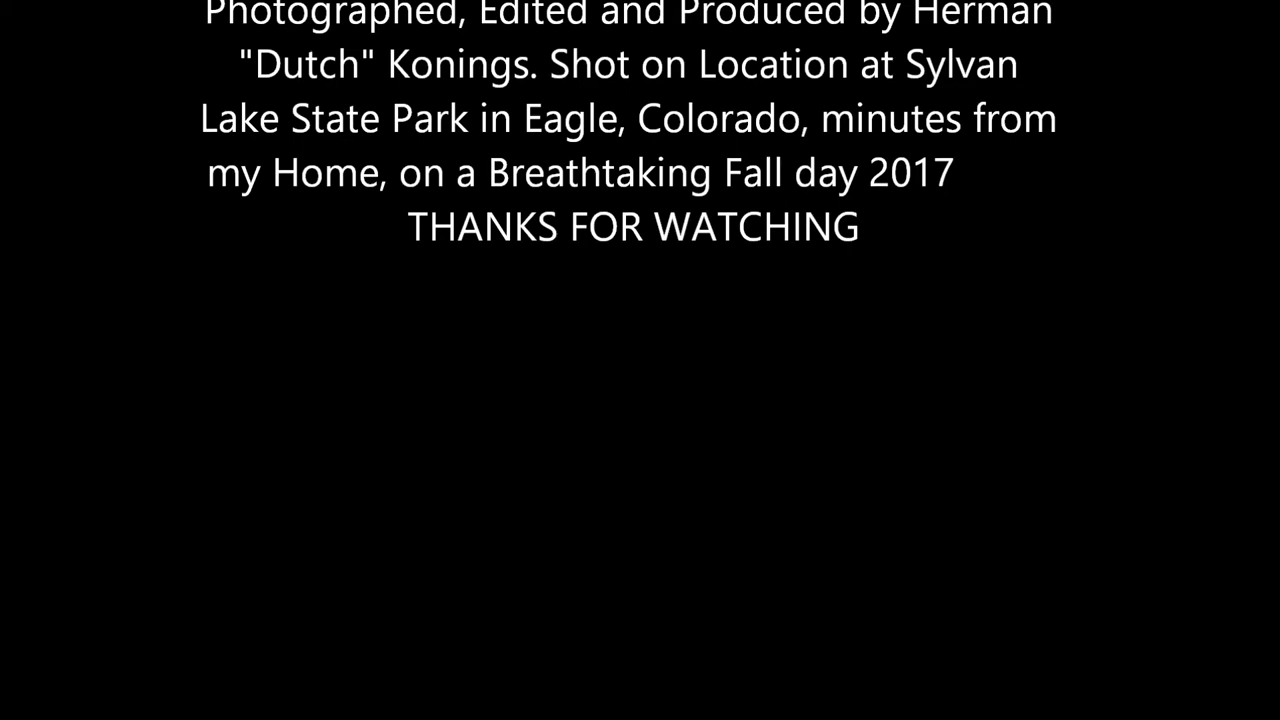 Photographed, Edited and Produced by Herman
"Dutch" Konings. Shot on Location at Sylvan
Lake State Park in Eagle, Colorado, minutes from
my Home, on a Breathtaking Fall day 2017
THANKS FOR WATCHING